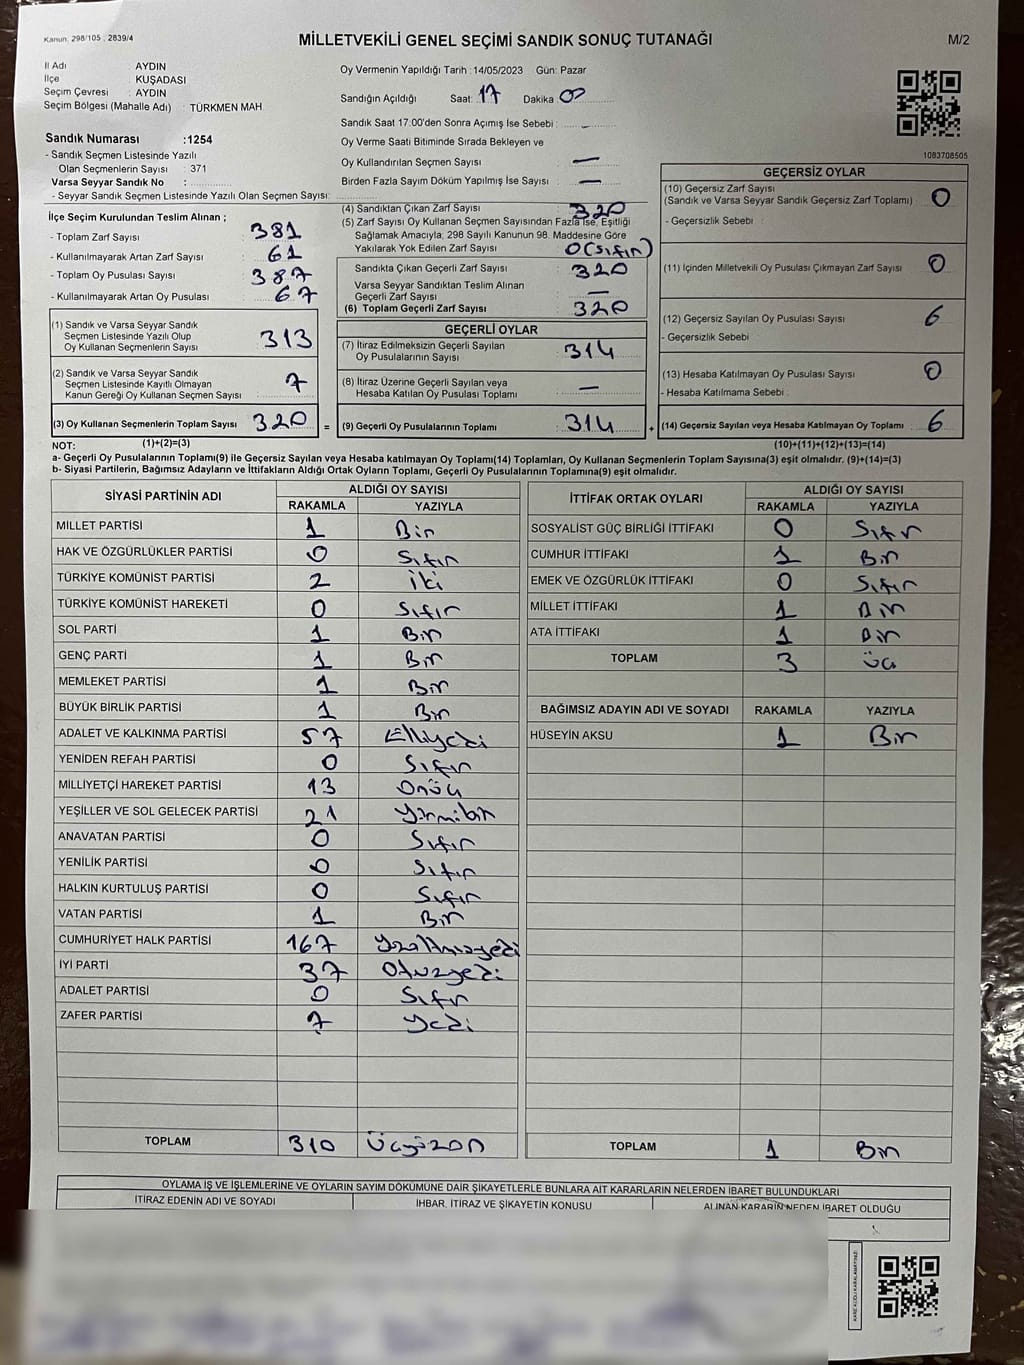 Kanun: 298/105 ; 2839/4
MİLLETVEKİLİ GENEL SEÇİMİ SANDIK SONUÇ TUTANAĞI
M/2
İl Adı AYDIN
İlçe KUŞADASI
Seçim Çevresi : AYDIN
Seçim Bölgesi (Mahalle Adı) : TÜRKMEN MAH.
Sandık Numarası :1254
- Sandık Seçmen Listesinde Yazılı
Olan Seçmenlerin Sayısı : 371
Varsa Seyyar Sandık No :
- Seyyar Sandık Seçmen Listesinde Yazılı Olan Seçmen Sayısı:
Oy Vermenin Yapıldığı Tarih : 14/05/2023 Gün: Pazar
Sandığın Açıldığı Saat: 17 Dakika 00
Sandık Saat 17.00'den Sonra Açımış İse Sebebi : -
Oy Verme Saati Bitiminde Sırada Bekleyen ve
Oy Kullandırılan Seçmen Sayısı : —
Birden Fazla Sayım Döküm Yapılmış İse Sayısı : —
1083708505
İlçe Seçim Kurulundan Teslim Alınan ;
- Toplam Zarf Sayısı : 381
- Kullanılmayarak Artan Zarf Sayısı : 61
- Toplam Oy Pusulası Sayısı : 387
- Kullanılmayarak Artan Oy Pusulası : 67
(4) Sandıktan Çıkan Zarf Sayısı : 320
(5) Zarf Sayısı Oy Kullanan Seçmen Sayısından Fazla İse, Eşitliği
Sağlamak Amacıyla; 298 Sayılı Kanunun 98. Maddesine Göre
Yakılarak Yok Edilen Zarf Sayısı : 0 (sıfır)
Sandıkta Çıkan Geçerli Zarf Sayısı : 320
Varsa Seyyar Sandıktan Teslim Alınan
Geçerli Zarf Sayısı : —
(6) Toplam Geçerli Zarf Sayısı : 320
GEÇERSİZ OYLAR
(10) Geçersiz Zarf Sayısı
(Sandık ve Varsa Seyyar Sandık Geçersiz Zarf Toplamı) : 0
- Geçersizlik Sebebi :
(11) İçinden Milletvekili Oy Pusulası Çıkmayan Zarf Sayısı : 0
(12) Geçersiz Sayılan Oy Pusulası Sayısı : 6
- Geçersizlik Sebebi :
(13) Hesaba Katılmayan Oy Pusulası Sayısı : 0
- Hesaba Katılmama Sebebi :
(14) Geçersiz Sayılan veya Hesaba Katılmayan Oy Toplamı : 6
(1) Sandık ve Varsa Seyyar Sandık
Seçmen Listesinde Yazılı Olup
Oy Kullanan Seçmenlerin Sayısı : 313
(2) Sandık ve Varsa Seyyar Sandık
Seçmen Listesinde Kayıtlı Olmayan
Kanun Gereği Oy Kullanan Seçmen Sayısı : 7
(3) Oy Kullanan Seçmenlerin Toplam Sayısı : 320 =
GEÇERLİ OYLAR
(7) İtiraz Edilmeksizin Geçerli Sayılan
Oy Pusulalarının Sayısı : 314
(8) İtiraz Üzerine Geçerli Sayılan veya
Hesaba Katılan Oy Pusulası Toplamı : —
(9) Geçerli Oy Pusulalarının Toplamı : 314 +
NOT: (1)+(2)=(3) (10)+(11)+(12)+(13)=(14)
a- Geçerli Oy Pusulalarının Toplamı(9) ile Geçersiz Sayılan veya Hesaba katılmayan Oy Toplamı(14) Toplamları, Oy Kullanan Seçmenlerin Toplam Sayısına(3) eşit olmalıdır. (9)+(14)=(3)
b- Siyasi Partilerin, Bağımsız Adayların ve İttifakların Aldığı Ortak Oyların Toplamı, Geçerli Oy Pusulalarının Toplamına(9) eşit olmalıdır.
SİYASİ PARTİNİN ADI ALDIĞI OY SAYISI
RAKAMLA YAZIYLA
MİLLET PARTİSİ 1 Bir
HAK VE ÖZGÜRLÜKLER PARTİSİ 0 Sıfır
TÜRKİYE KOMÜNİST PARTİSİ 2 iki
TÜRKİYE KOMÜNİST HAREKETİ 0 Sıfır
SOL PARTİ 1 Bir
GENÇ PARTİ 1 Bir
MEMLEKET PARTİSİ 1 Bir
BÜYÜK BİRLİK PARTİSİ 1 Bir
ADALET VE KALKINMA PARTİSİ 57 Elliyedi
YENİDEN REFAH PARTİSİ 0 Sıfır
MİLLİYETÇİ HAREKET PARTİSİ 13 Onüç
YEŞİLLER VE SOL GELECEK PARTİSİ 21 Yirmibir
ANAVATAN PARTİSİ 0 Sıfır
YENİLİK PARTİSİ 0 Sıfır
HALKIN KURTULUŞ PARTİSİ 0 Sıfır
VATAN PARTİSİ 1 Bir
CUMHURİYET HALK PARTİSİ 167 Yüzaltmışyedi
İYİ PARTİ 37 Otuzyedi
ADALET PARTİSİ 0 Sıfır
ZAFER PARTİSİ 7 Yedi
TOPLAM 310 Üçyüzon
İTTİFAK ORTAK OYLARI ALDIĞI OY SAYISI
RAKAMLA YAZIYLA
SOSYALİST GÜÇ BİRLİĞİ İTTİFAKI 0 Sıfır
CUMHUR İTTİFAKI 1 Bir
EMEK VE ÖZGÜRLÜK İTTİFAKI 0 Sıfır
MİLLET İTTİFAKI 1 Bir
ATA İTTİFAKI 1 Bir
TOPLAM 3 Üç
BAĞIMSIZ ADAYIN ADI VE SOYADI RAKAMLA YAZIYLA
HÜSEYİN AKSU 1 Bir
TOPLAM 1 Bir
OYLAMA İŞ VE İŞLEMLERİNE VE OYLARIN SAYIM DÖKÜMÜNE DAİR ŞİKAYETLERLE BUNLARA AİT KARARLARIN NELERDEN İBARET BULUNDUKLARI
İTİRAZ EDENİN ADI VE SOYADI İHBAR, İTİRAZ VE ŞİKAYETİN KONUSU ALINAN KARARIN NEDEN İBARET OLDUĞU